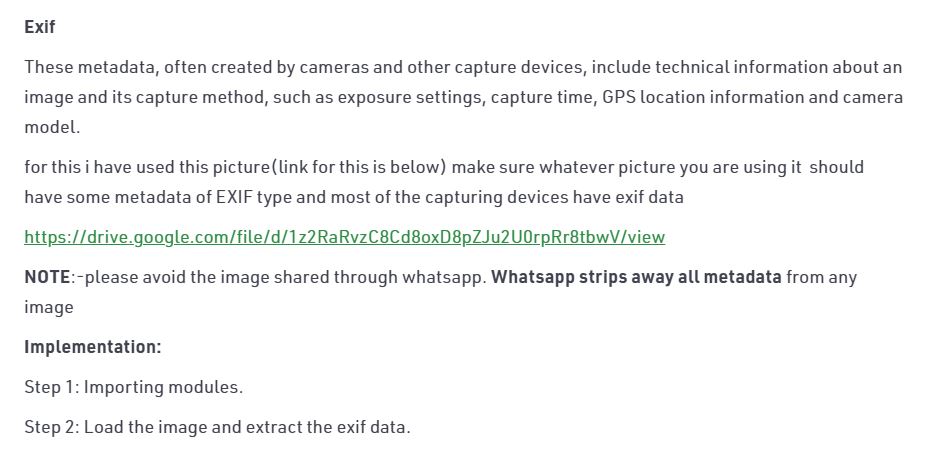 Exif
These metadata, often created by cameras and other capture devices, include technical information about an
image and its capture method, such as exposure settings, capture time, GPS location information and camera
model.
for this i have used this picture(link for this is below) make sure whatever picture you are using it  should
have some metadata of EXIF type and most of the capturing devices have exif data
https://drive.google.com/file/d/1z2RaRvzC8Cd8oxD8pZJu2U0rpRr8tbwV/view
NOTE:-please avoid the image shared through whatsapp. Whatsapp strips away all metadata from any
image
Implementation:
Step 1: Importing modules.
Step 2: Load the image and extract the exif data.